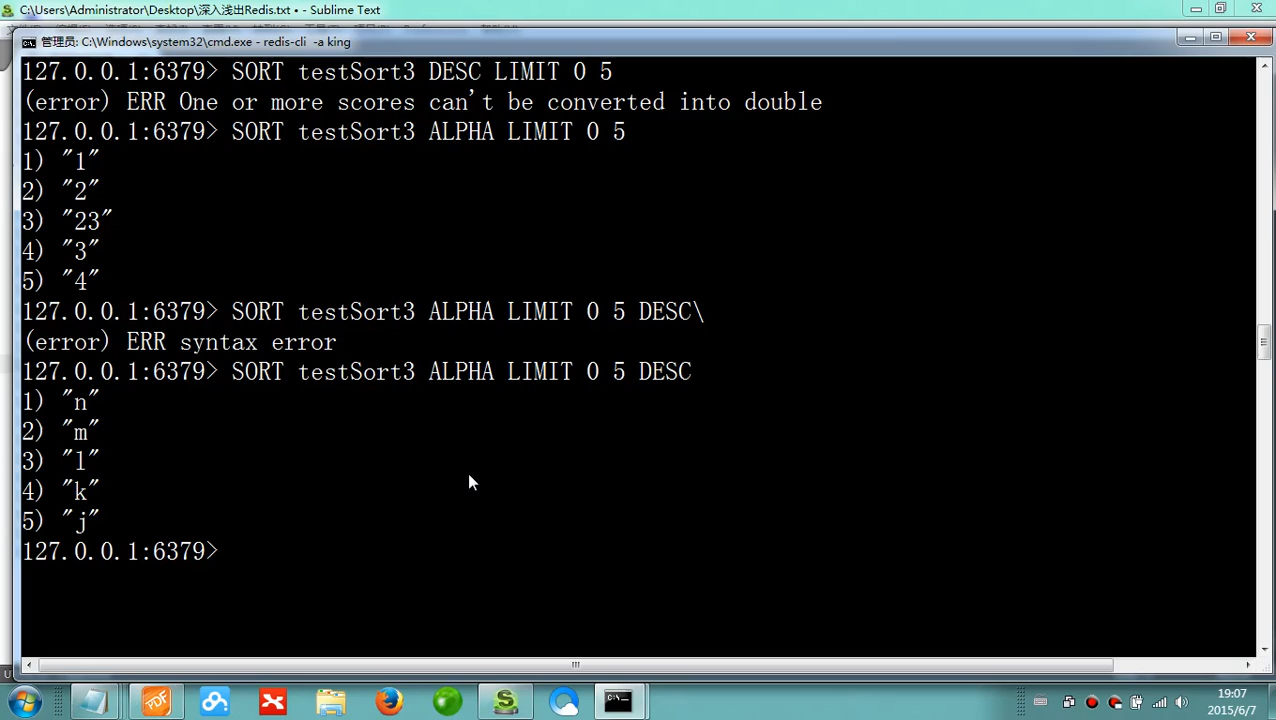 C:\Users\Administrator\Desktop\深入浅出Redis.txt • - Sublime Text
管理员: C:\Windows\system32\cmd.exe - redis-cli  -a king
127.0.0.1:6379> SORT testSort3 DESC LIMIT 0 5
(error) ERR One or more scores can't be converted into double
127.0.0.1:6379> SORT testSort3 ALPHA LIMIT 0 5
1) "1"
2) "2"
3) "23"
4) "3"
5) "4"
127.0.0.1:6379> SORT testSort3 ALPHA LIMIT 0 5 DESC\
(error) ERR syntax error
127.0.0.1:6379> SORT testSort3 ALPHA LIMIT 0 5 DESC
1) "n"
2) "m"
3) "l"
4) "k"
5) "j"
127.0.0.1:6379>
PDF
19:07
2015/6/7